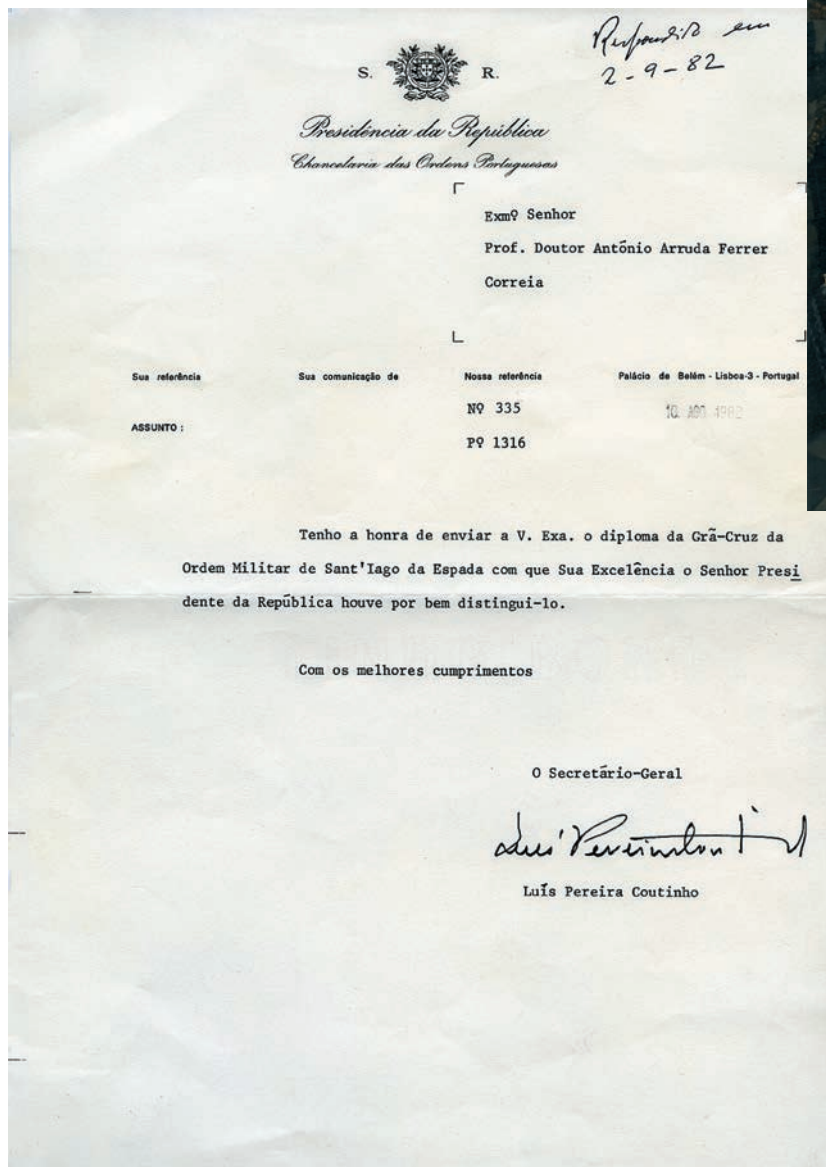 Respondido em
2-9-82
S. R.
Presidência da República
Chancelaria das Ordens Portuguesas
Exmº Senhor
Prof. Doutor António Arruda Ferrer
Correia
Sua referência Sua comunicação de Nossa referência Palácio de Belém - Lisboa-3 - Portugal
Nº 335 10. AGO 1982
ASSUNTO :
Pº 1316
Tenho a honra de enviar a V. Exa. o diploma da Grã-Cruz da
Ordem Militar de Sant'Iago da Espada com que Sua Excelência o Senhor Presi
dente da República houve por bem distingui-lo.
Com os melhores cumprimentos
O Secretário-Geral
Luís Pereira Coutinho